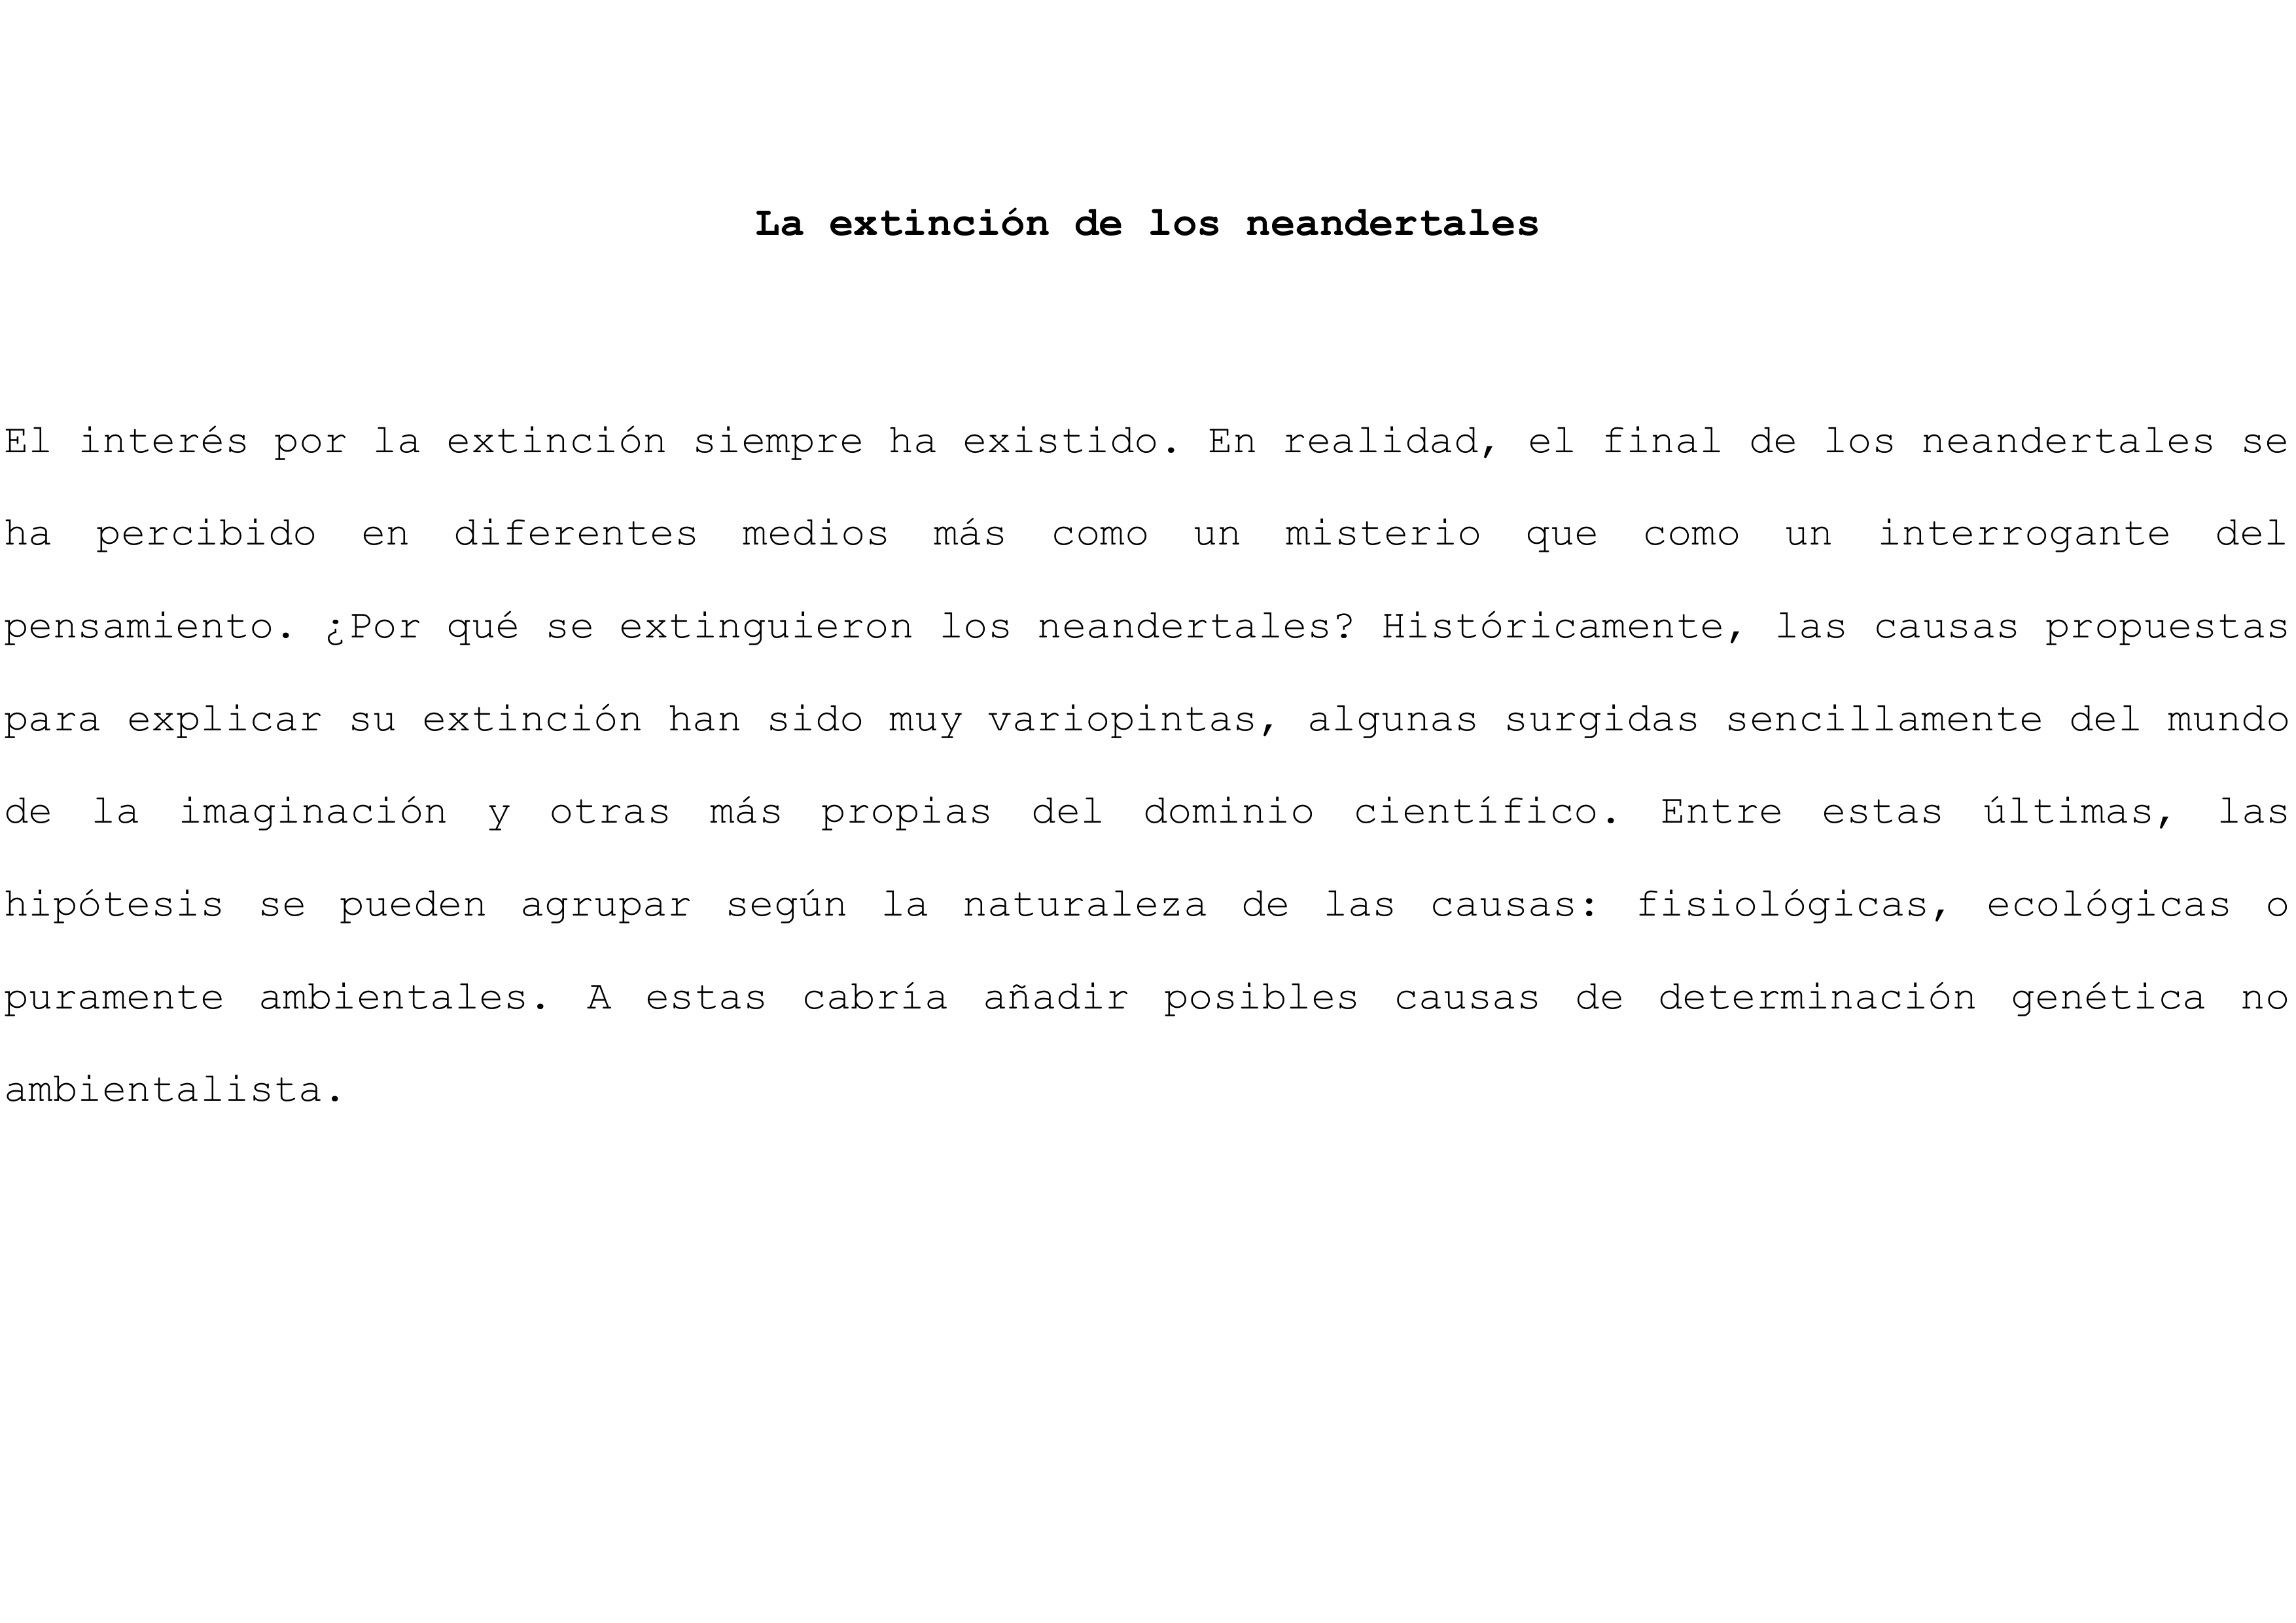 La extinción de los neandertales
El interés por la extinción siempre ha existido. En realidad, el final de los neandertales se
ha percibido en diferentes medios más como un misterio que como un interrogante del
pensamiento. ¿Por qué se extinguieron los neandertales? Históricamente, las causas propuestas
para explicar su extinción han sido muy variopintas, algunas surgidas sencillamente del mundo
de la imaginación y otras más propias del dominio científico. Entre estas últimas, las
hipótesis se pueden agrupar según la naturaleza de las causas: fisiológicas, ecológicas o
puramente ambientales. A estas cabría añadir posibles causas de determinación genética no
ambientalista.